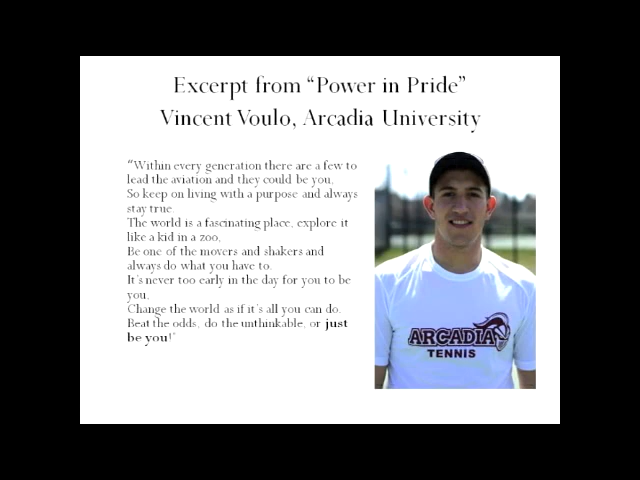 Excerpt from “Power in Pride”
Vincent Voulo, Arcadia University
“Within every generation there are a few to
lead the aviation and they could be you,
So keep on living with a purpose and always
stay true.
The world is a fascinating place, explore it
like a kid in a zoo,
Be one of the movers and shakers and
always do what you have to.
It’s never too early in the day for you to be
you,
Change the world as if it’s all you can do.
Beat the odds, do the unthinkable, or just
be you!”
ARCADIA
TENNIS